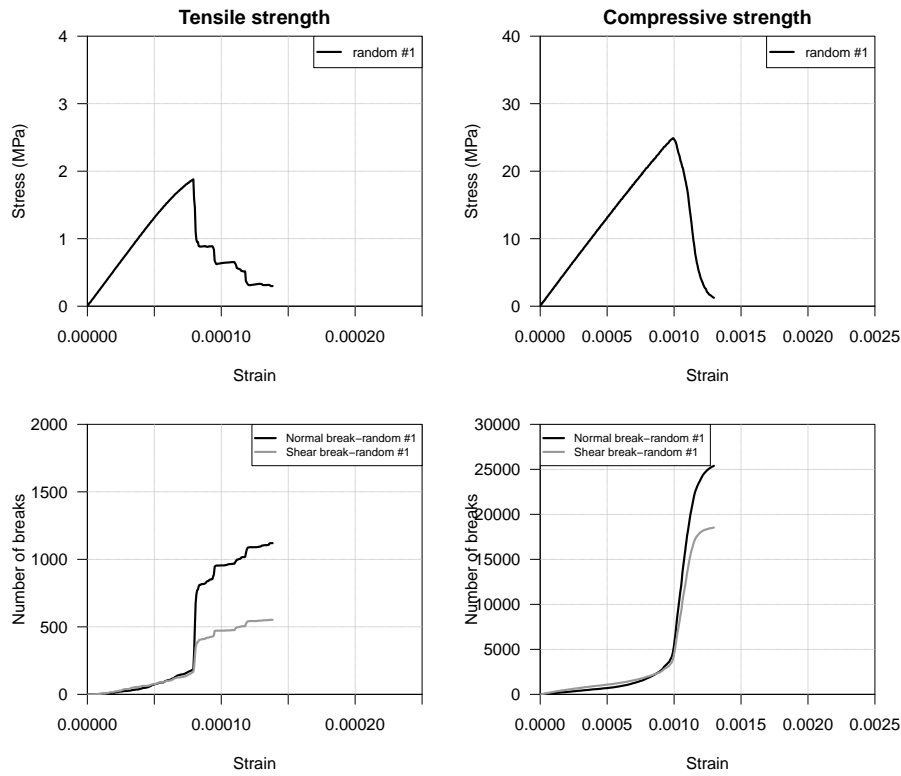 Tensile strength
Compressive strength
Stress (MPa)
4
3
2
1
0
random #1
0.00000
0.00010
0.00020
Strain
Stress (MPa)
40
30
20
10
0
random #1
0.0000
0.0005
0.0010
0.0015
0.0020
0.0025
Strain
Number of breaks
2000
1500
1000
500
0
Normal break−random #1
Shear break−random #1
0.00000
0.00010
0.00020
Strain
Number of breaks
30000
25000
20000
15000
10000
5000
0
Normal break−random #1
Shear break−random #1
0.0000
0.0005
0.0010
0.0015
0.0020
0.0025
Strain